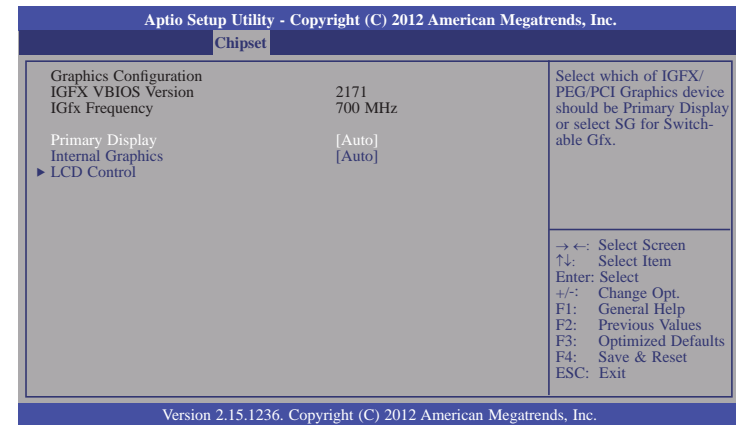 Aptio Setup Utility - Copyright (C) 2012 American Megatrends, Inc.
Chipset
Graphics Configuration
IGFX VBIOS Version 2171
IGfx Frequency 700 MHz
Primary Display [Auto]
Internal Graphics [Auto]
▶ LCD Control
Select which of IGFX/
PEG/PCI Graphics device
should be Primary Display
or select SG for Switch-
able Gfx.
→ ←: Select Screen
↑↓: Select Item
Enter: Select
+/-: Change Opt.
F1: General Help
F2: Previous Values
F3: Optimized Defaults
F4: Save & Reset
ESC: Exit
Version 2.15.1236. Copyright (C) 2012 American Megatrends, Inc.